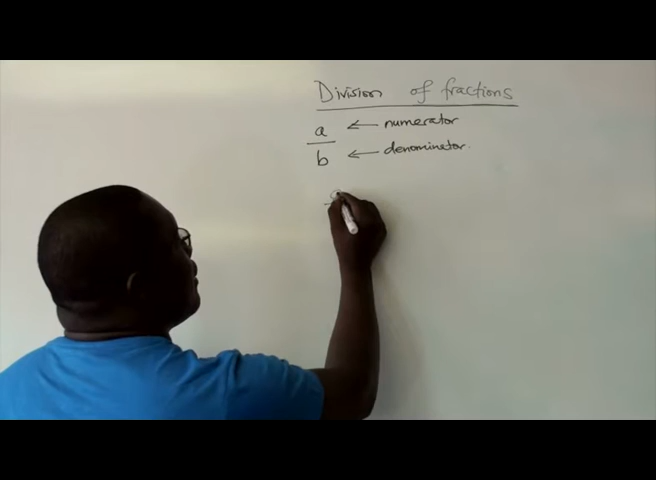 Division of fractions
a ← numerator
b ← denominator.